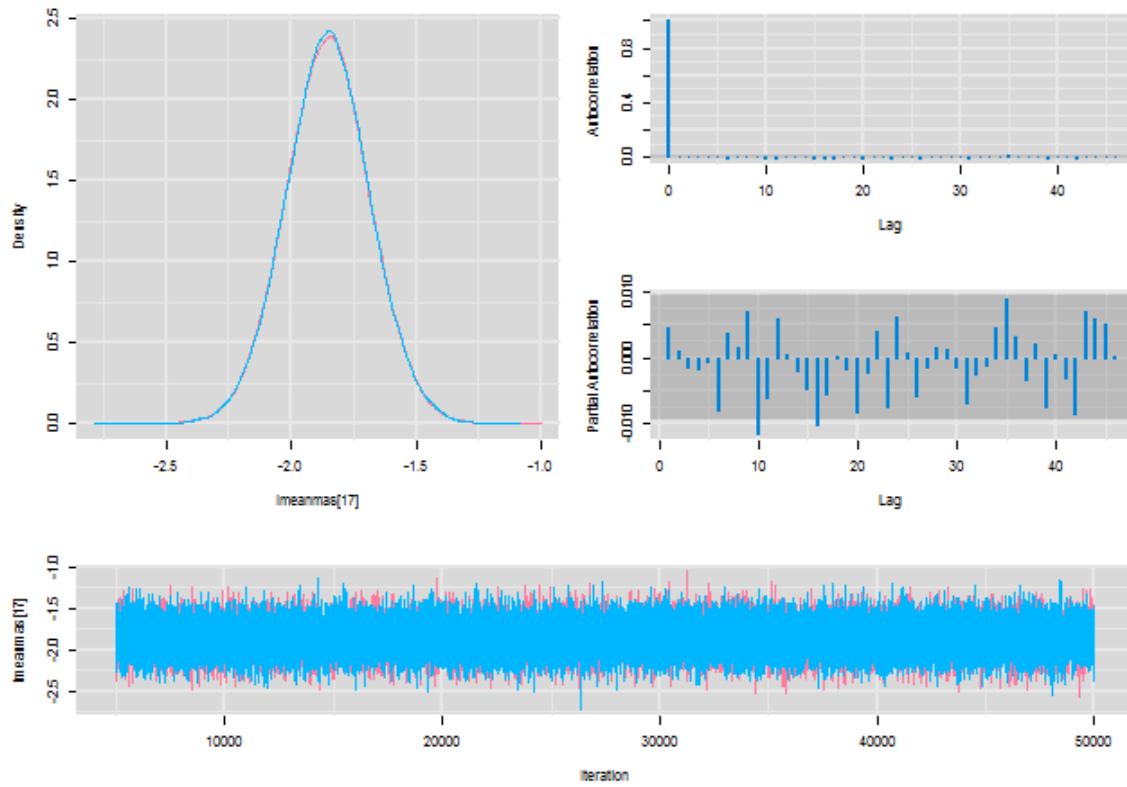 2.5
2.0
1.5
1.0
0.5
0.0
Density
-2.5 -2.0 -1.5 -1.0
lmeanmas[17]
0.8
0.4
0.0
Autocorrelation
0 10 20 30 40
Lag
0.010
0.000
-0.010
Partial Autocorrelation
0 10 20 30 40
Lag
-1.0
-1.5
-2.0
-2.5
lmeanmas[17]
10000 20000 30000 40000 50000
Iteration